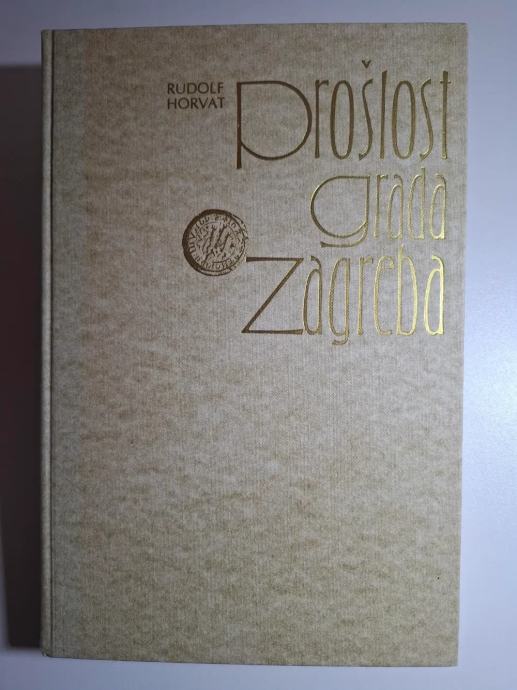 RUDOLF
HORVAT
Prošlost
grada
Zagreba